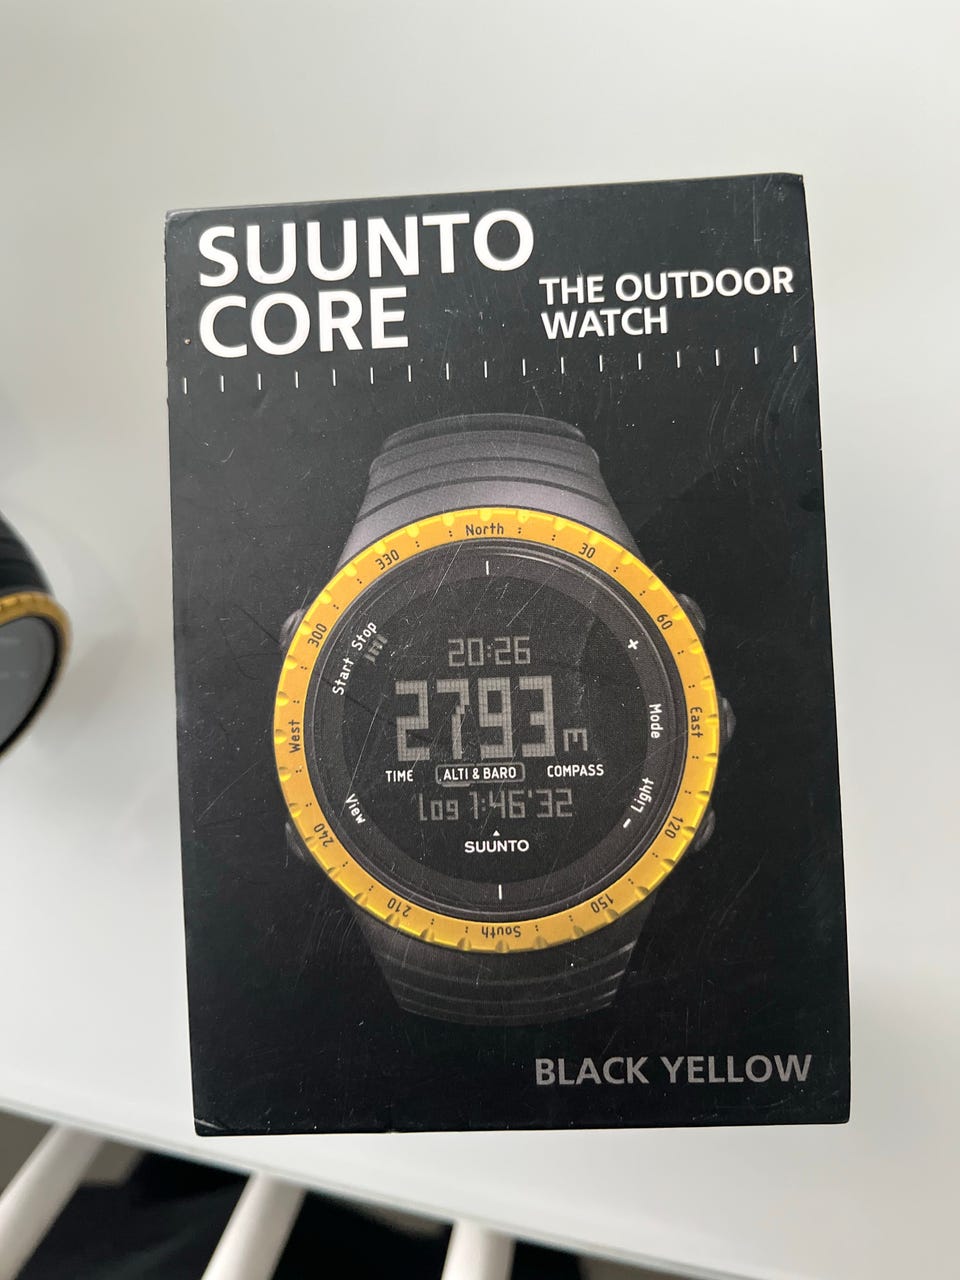 SUUNTO
CORE
THE OUTDOOR
WATCH
North
30
60
East
120
150
South
210
240
West
300
330
Start Stop
+
Mode
- Light
View
20:26
2793m
TIME ALTI & BARO COMPASS
log 1:46'32
SUUNTO
BLACK YELLOW